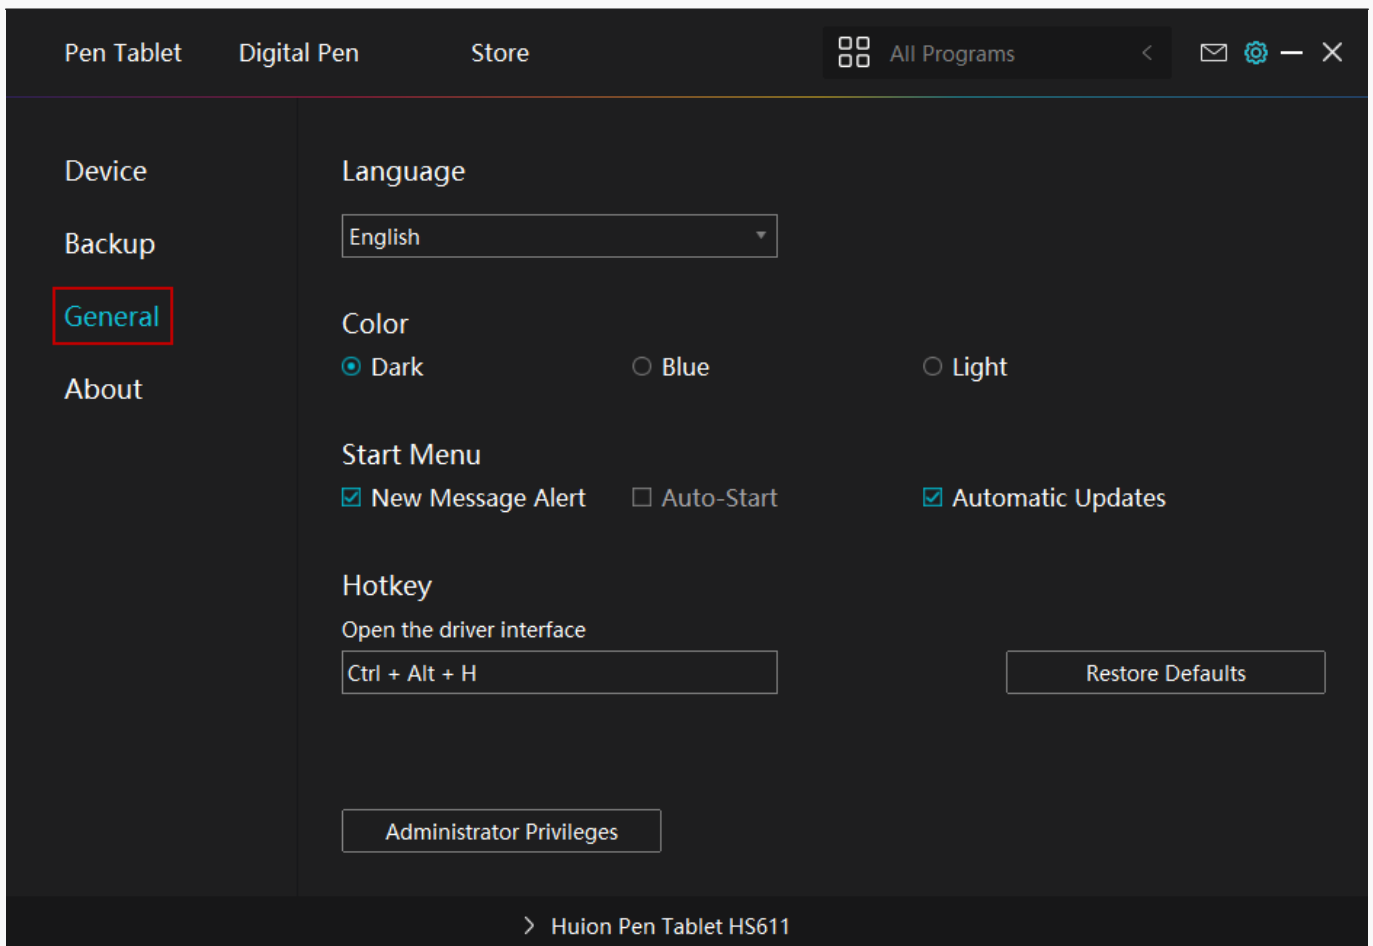 Pen Tablet Digital Pen Store All Programs
Device
Backup
General
About
Language
English
Color
Dark Blue Light
Start Menu
New Message Alert Auto-Start Automatic Updates
Hotkey
Open the driver interface
Ctrl + Alt + H Restore Defaults
Administrator Privileges
Huion Pen Tablet HS611